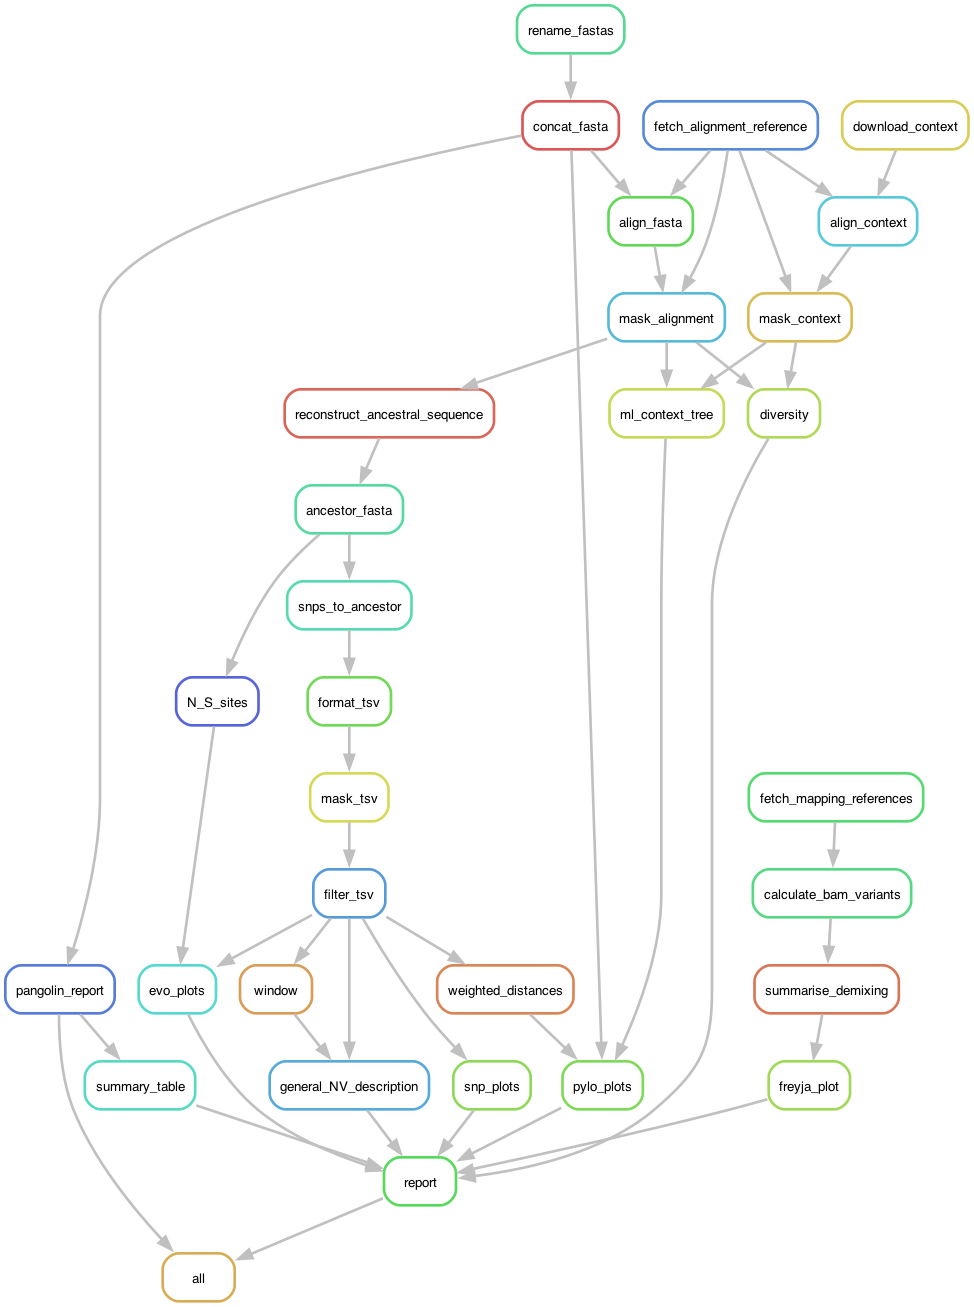 rename_fastas
concat_fasta
fetch_alignment_reference
download_context
align_fasta
align_context
mask_alignment
mask_context
reconstruct_ancestral_sequence
ml_context_tree
diversity
ancestor_fasta
snps_to_ancestor
N_S_sites
format_tsv
mask_tsv
fetch_mapping_references
filter_tsv
calculate_bam_variants
pangolin_report
evo_plots
window
weighted_distances
summarise_demixing
summary_table
general_NV_description
snp_plots
pylo_plots
freyja_plot
report
all